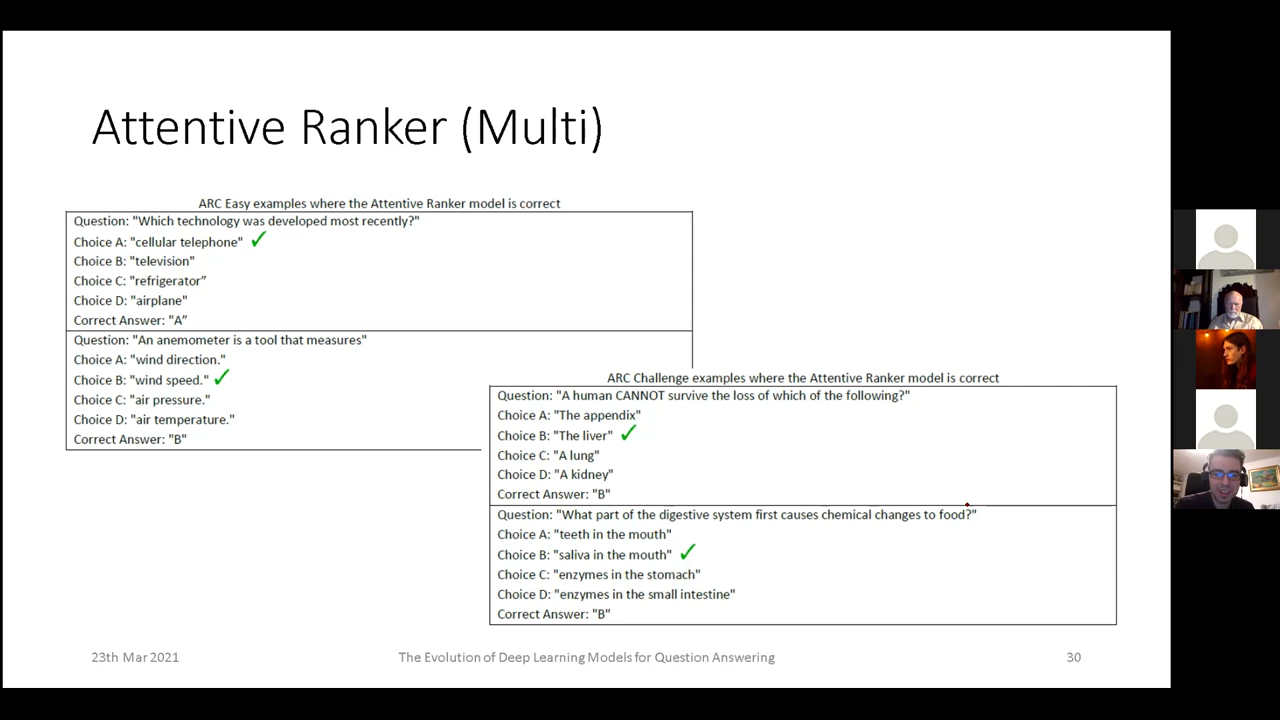 Attentive Ranker (Multi)
ARC Easy examples where the Attentive Ranker model is correct
Question: "Which technology was developed most recently?"
Choice A: "cellular telephone" ✓
Choice B: "television"
Choice C: "refrigerator”
Choice D: "airplane"
Correct Answer: "A”
Question: "An anemometer is a tool that measures"
Choice A: "wind direction."
Choice B: "wind speed." ✓
Choice C: "air pressure."
Choice D: "air temperature."
Correct Answer: "B"
ARC Challenge examples where the Attentive Ranker model is correct
Question: "A human CANNOT survive the loss of which of the following?"
Choice A: "The appendix"
Choice B: "The liver" ✓
Choice C: "A lung"
Choice D: "A kidney"
Correct Answer: "B"
Question: "What part of the digestive system first causes chemical changes to food?"
Choice A: "teeth in the mouth"
Choice B: "saliva in the mouth" ✓
Choice C: "enzymes in the stomach"
Choice D: "enzymes in the small intestine"
Correct Answer: "B"
23th Mar 2021
The Evolution of Deep Learning Models for Question Answering
30